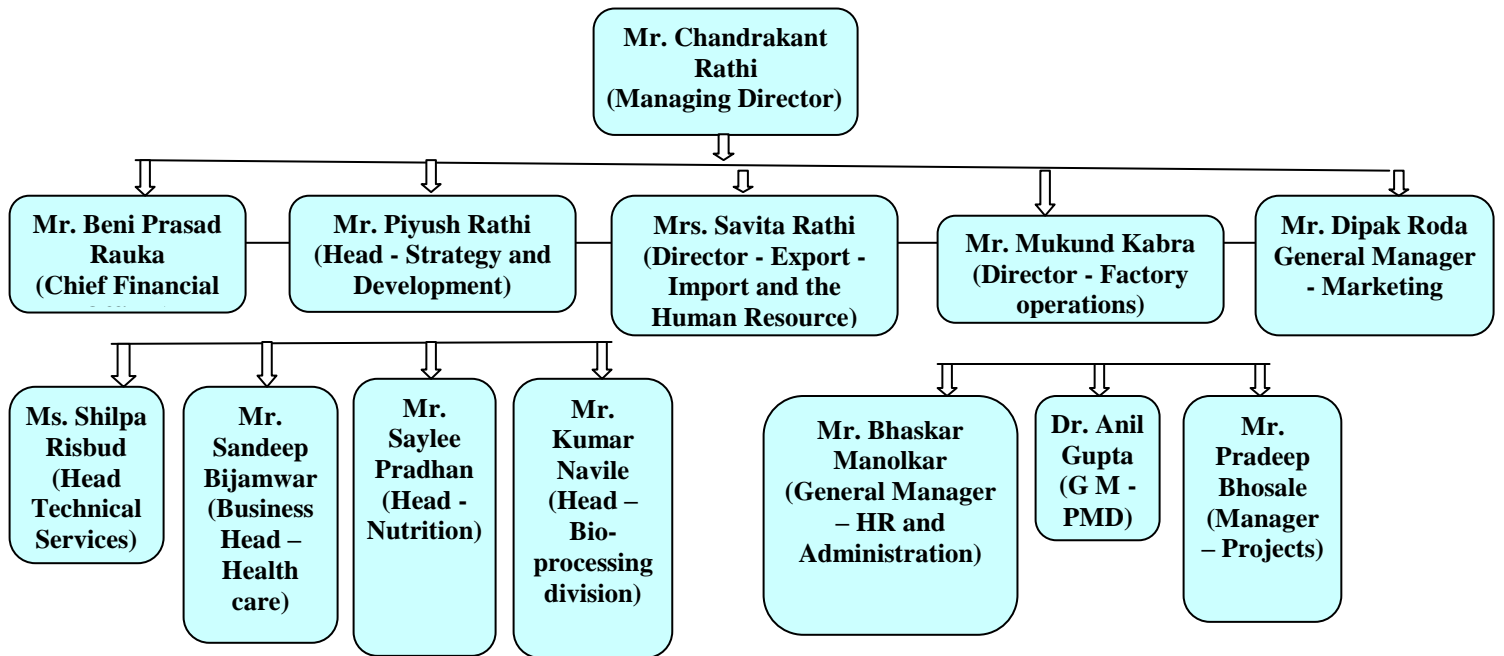 Mr. Chandrakant
Rathi
(Managing Director)
Mr. Beni Prasad
Rauka
(Chief Financial
Mr. Piyush Rathi
(Head - Strategy and
Development)
Mrs. Savita Rathi
(Director - Export -
Import and the
Human Resource)
Mr. Mukund Kabra
(Director - Factory
operations)
Mr. Dipak Roda
General Manager
- Marketing
Ms. Shilpa
Risbud
(Head
Technical
Services)
Mr.
Sandeep
Bijamwar
(Business
Head –
Health
care)
Mr.
Saylee
Pradhan
(Head -
Nutrition)
Mr.
Kumar
Navile
(Head –
Bio-
processing
division)
Mr. Bhaskar
Manolkar
(General Manager
– HR and
Administration)
Dr. Anil
Gupta
(G M -
PMD)
Mr.
Pradeep
Bhosale
(Manager
– Projects)